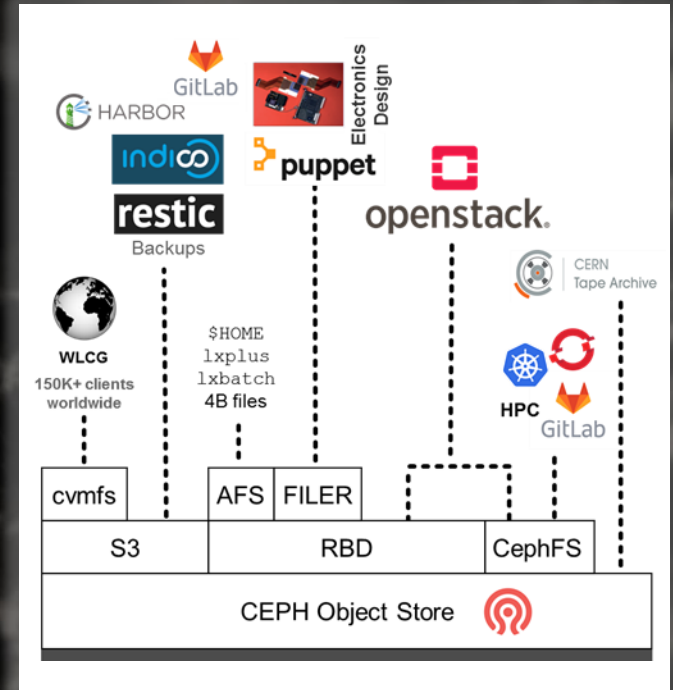 GitLab
HARBOR
Electronics
Design
indico
puppet
restic
Backups
openstack.
CERN
Tape Archive
WLCG
150K+ clients
worldwide
$HOME
lxplus
lxbatch
4B files
HPC
GitLab
cvmfs
AFS
FILER
S3
RBD
CephFS
CEPH Object Store